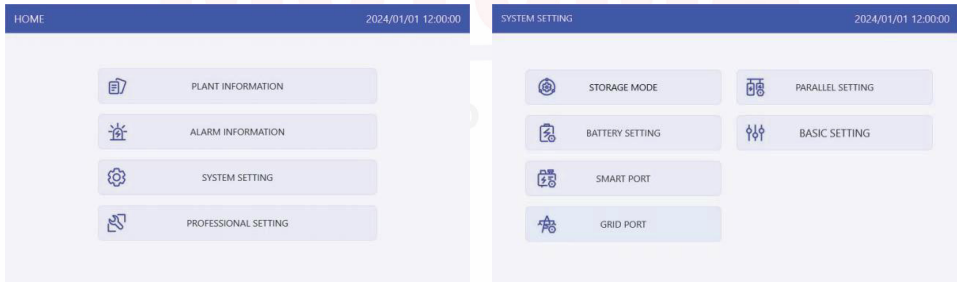 HOME 2024/01/01 12:00:00
PLANT INFORMATION
ALARM INFORMATION
SYSTEM SETTING
PROFESSIONAL SETTING
SYSTEM SETTING 2024/01/01 12:00:00
STORAGE MODE
PARALLEL SETTING
BATTERY SETTING
BASIC SETTING
SMART PORT
GRID PORT